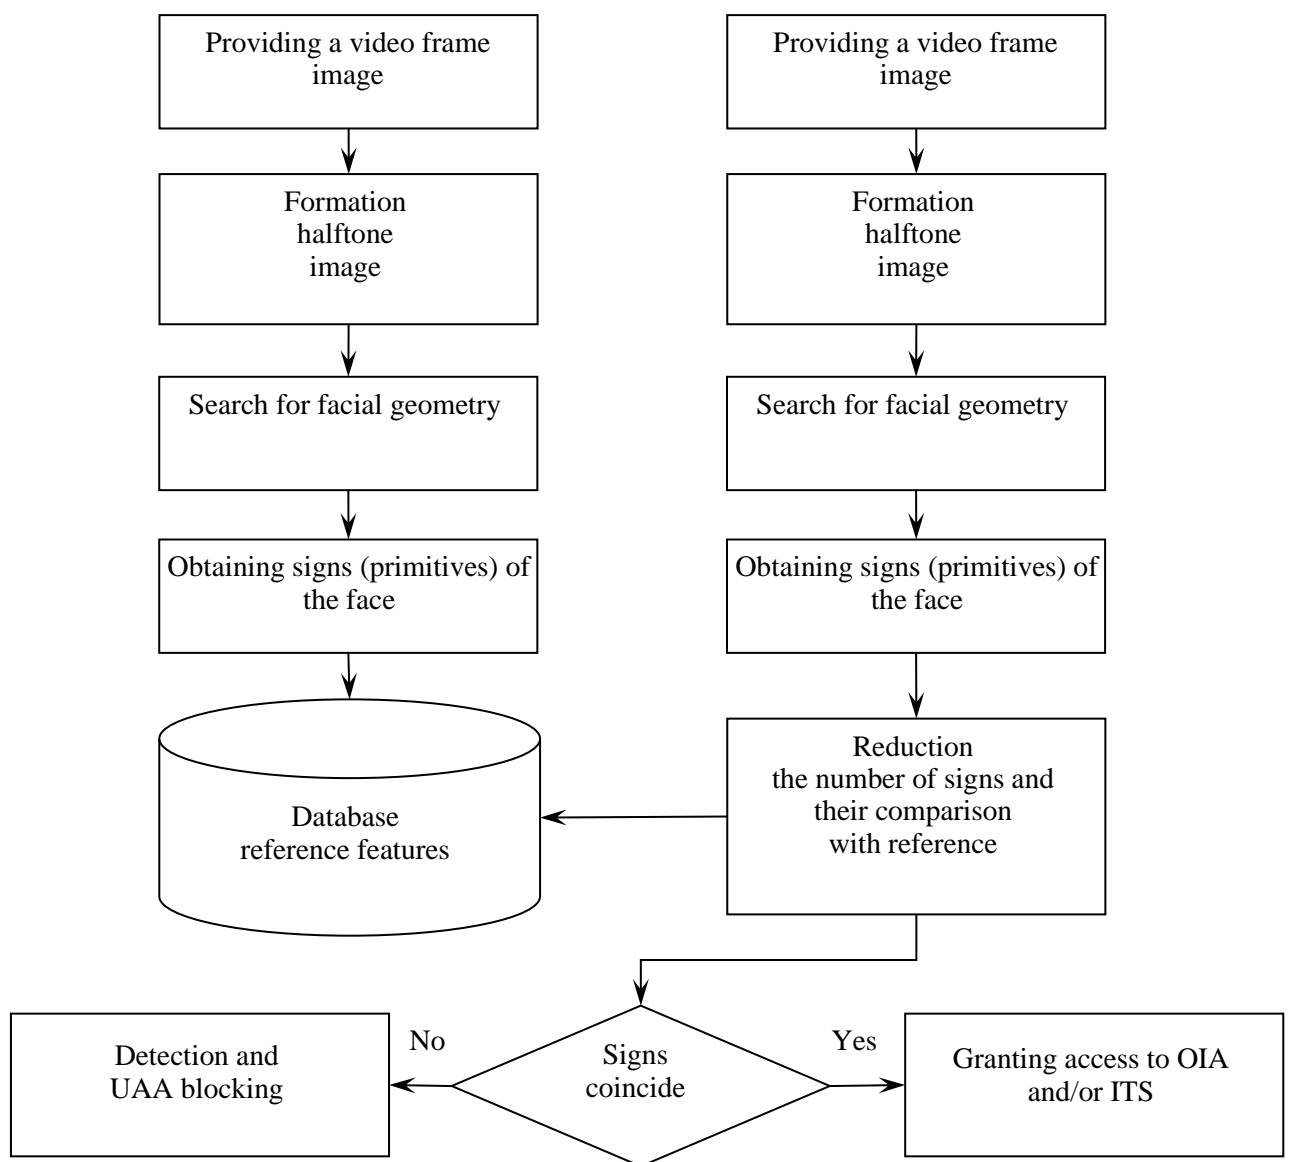 Providing a video frame
image
Providing a video frame
image
Formation
halftone
image
Formation
halftone
image
Search for facial geometry
Search for facial geometry
Obtaining signs (primitives) of
the face
Obtaining signs (primitives) of
the face
Database
reference features
Reduction
the number of signs and
their comparison
with reference
Detection and
UAA blocking
No
Signs
coincide
Yes
Granting access to OIA
and/or ITS